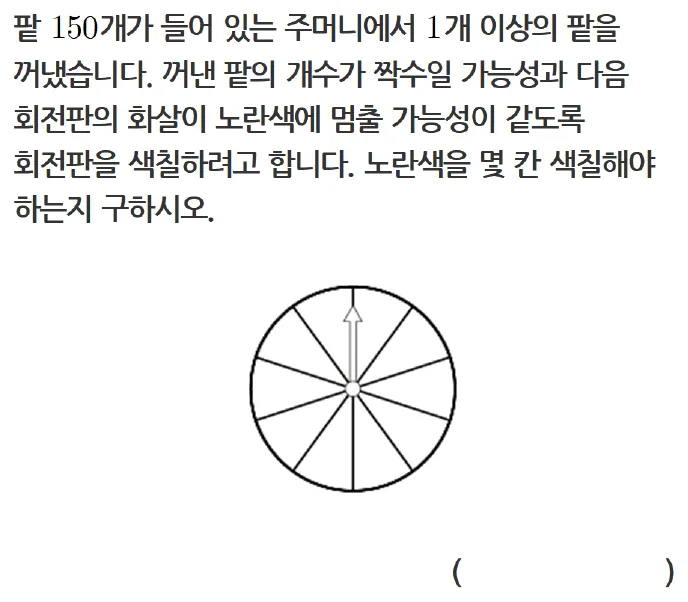 팥 150개가 들어 있는 주머니에서 1개 이상의 팥을
꺼냈습니다. 꺼낸 팥의 개수가 짝수일 가능성과 다음
회전판의 화살이 노란색에 멈출 가능성이 같도록
회전판을 색칠하려고 합니다. 노란색을 몇 칸 색칠해야
하는지 구하시오.
( )